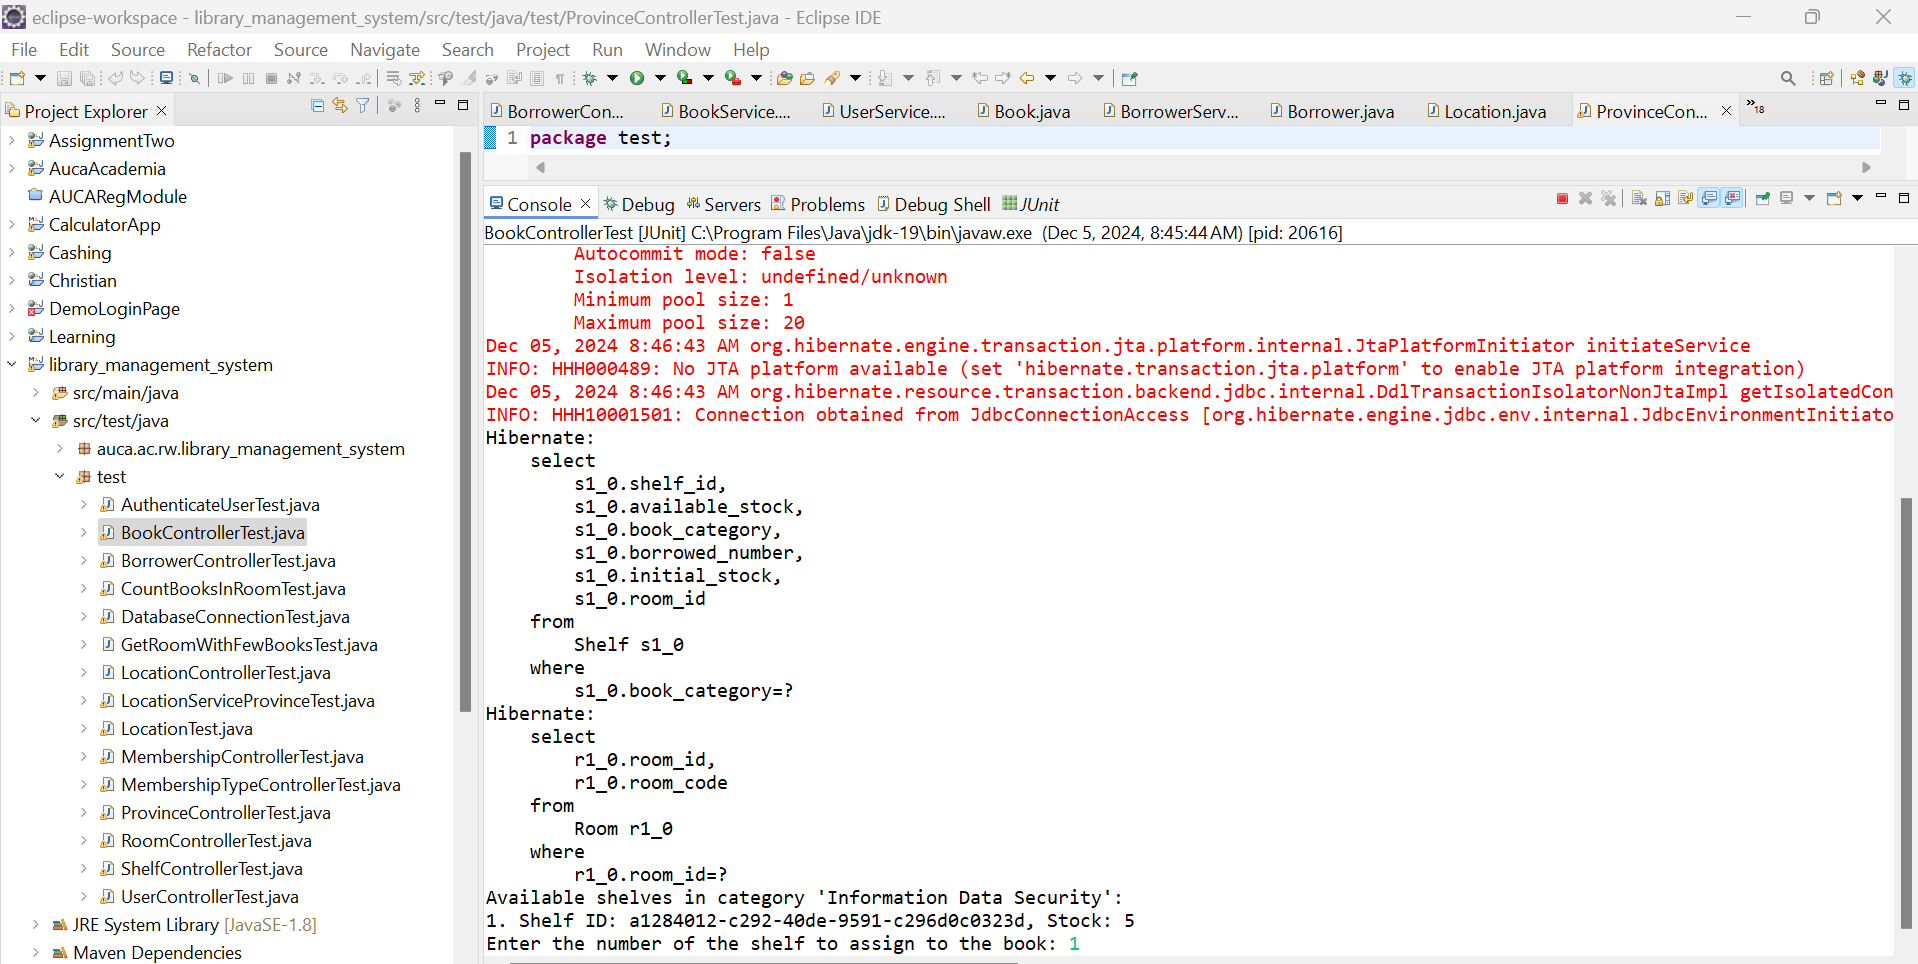 eclipse-workspace - library_management_system/src/test/java/test/ProvinceControllerTest.java - Eclipse IDE
File Edit Source Refactor Source Navigate Search Project Run Window Help
Project Explorer
AssignmentTwo
AucaAcademia
AUCARegModule
CalculatorApp
Cashing
Christian
DemoLoginPage
Learning
library_management_system
src/main/java
src/test/java
auca.ac.rw.library_management_system
test
AuthenticateUserTest.java
BookControllerTest.java
BorrowerControllerTest.java
CountBooksInRoomTest.java
DatabaseConnectionTest.java
GetRoomWithFewBooksTest.java
LocationControllerTest.java
LocationServiceProvinceTest.java
LocationTest.java
MembershipControllerTest.java
MembershipTypeControllerTest.java
ProvinceControllerTest.java
RoomControllerTest.java
ShelfControllerTest.java
UserControllerTest.java
JRE System Library [JavaSE-1.8]
Maven Dependencies
BorrowerCon... BookService.... UserService.... Book.java BorrowerServ... Borrower.java Location.java ProvinceCon... »18
1 package test;
Console Debug Servers Problems Debug Shell JUnit
BookControllerTest [JUnit] C:\Program Files\Java\jdk-19\bin\javaw.exe (Dec 5, 2024, 8:45:44 AM) [pid: 20616]
Autocommit mode: false
Isolation level: undefined/unknown
Minimum pool size: 1
Maximum pool size: 20
Dec 05, 2024 8:46:43 AM org.hibernate.engine.transaction.jta.platform.internal.JtaPlatformInitiator initiateService
INFO: HHH000489: No JTA platform available (set 'hibernate.transaction.jta.platform' to enable JTA platform integration)
Dec 05, 2024 8:46:43 AM org.hibernate.resource.transaction.backend.jdbc.internal.DdlTransactionIsolatorNonJtaImpl getIsolatedCon
INFO: HHH10001501: Connection obtained from JdbcConnectionAccess [org.hibernate.engine.jdbc.env.internal.JdbcEnvironmentInitiato
Hibernate:
select
s1_0.shelf_id,
s1_0.available_stock,
s1_0.book_category,
s1_0.borrowed_number,
s1_0.initial_stock,
s1_0.room_id
from
Shelf s1_0
where
s1_0.book_category=?
Hibernate:
select
r1_0.room_id,
r1_0.room_code
from
Room r1_0
where
r1_0.room_id=?
Available shelves in category 'Information Data Security':
1. Shelf ID: a1284012-c292-40de-9591-c296d0c0323d, Stock: 5
Enter the number of the shelf to assign to the book: 1